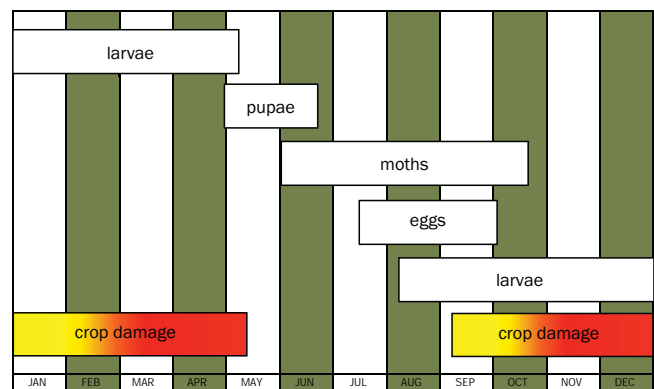 larvae
pupae
moths
eggs
larvae
crop damage
crop damage
JAN FEB MAR APR MAY JUN JUL AUG SEP OCT NOV DEC